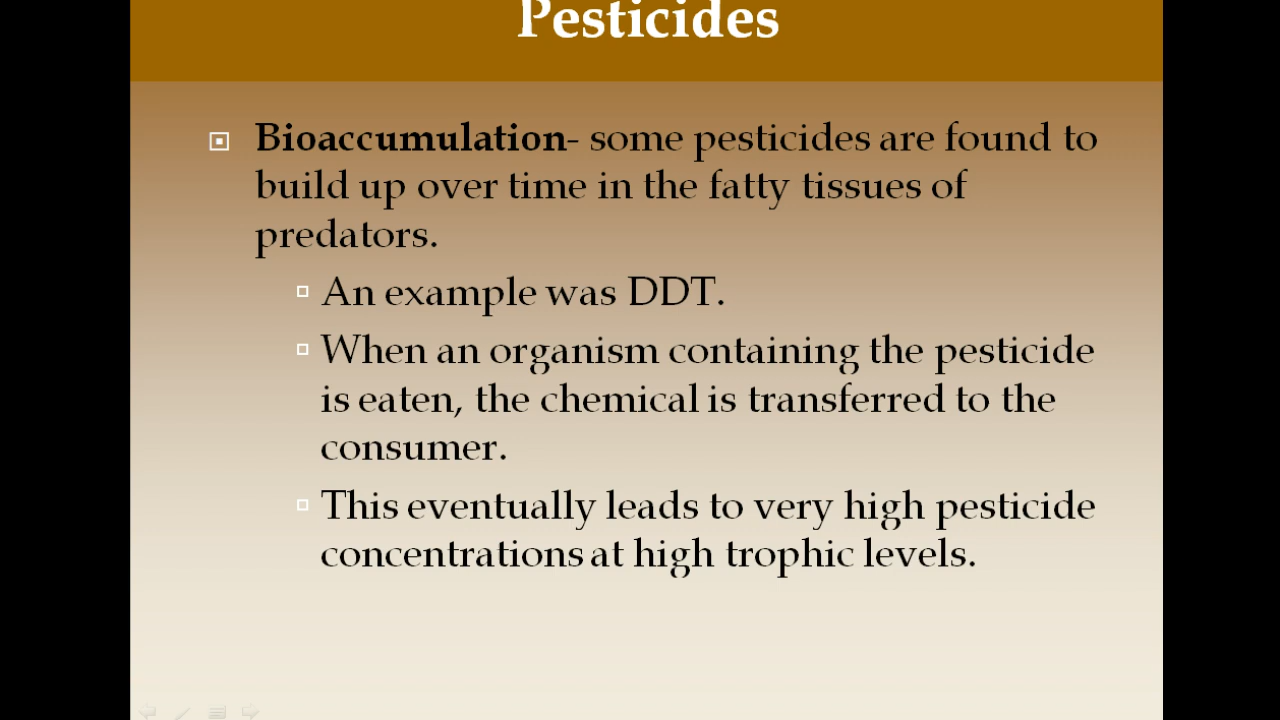 Pesticides
Bioaccumulation- some pesticides are found to
build up over time in the fatty tissues of
predators.
An example was DDT.
When an organism containing the pesticide
is eaten, the chemical is transferred to the
consumer.
This eventually leads to very high pesticide
concentrations at high trophic levels.